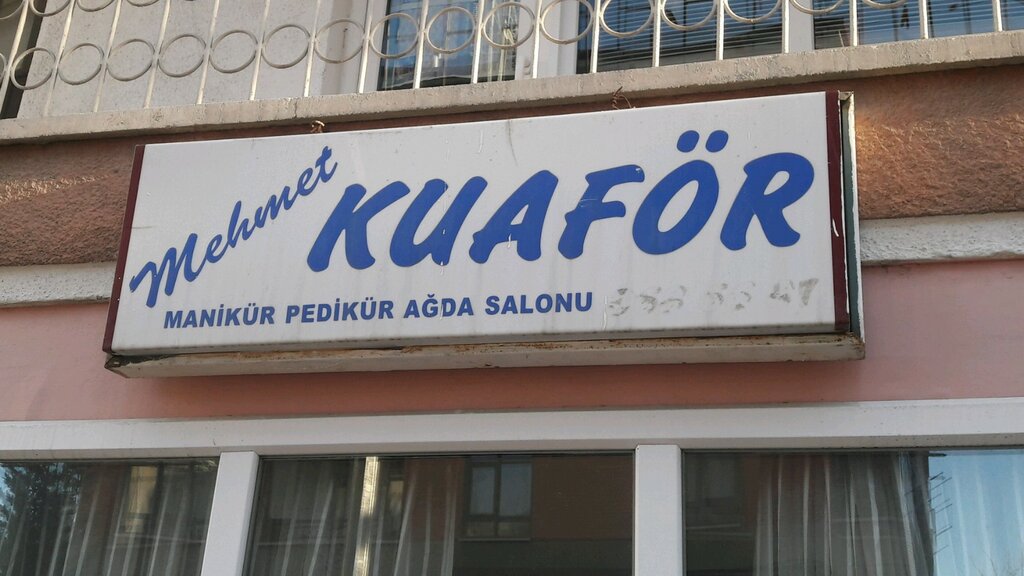 Mehmet KUAFÖR
MANİKÜR PEDİKÜR AĞDA SALONU